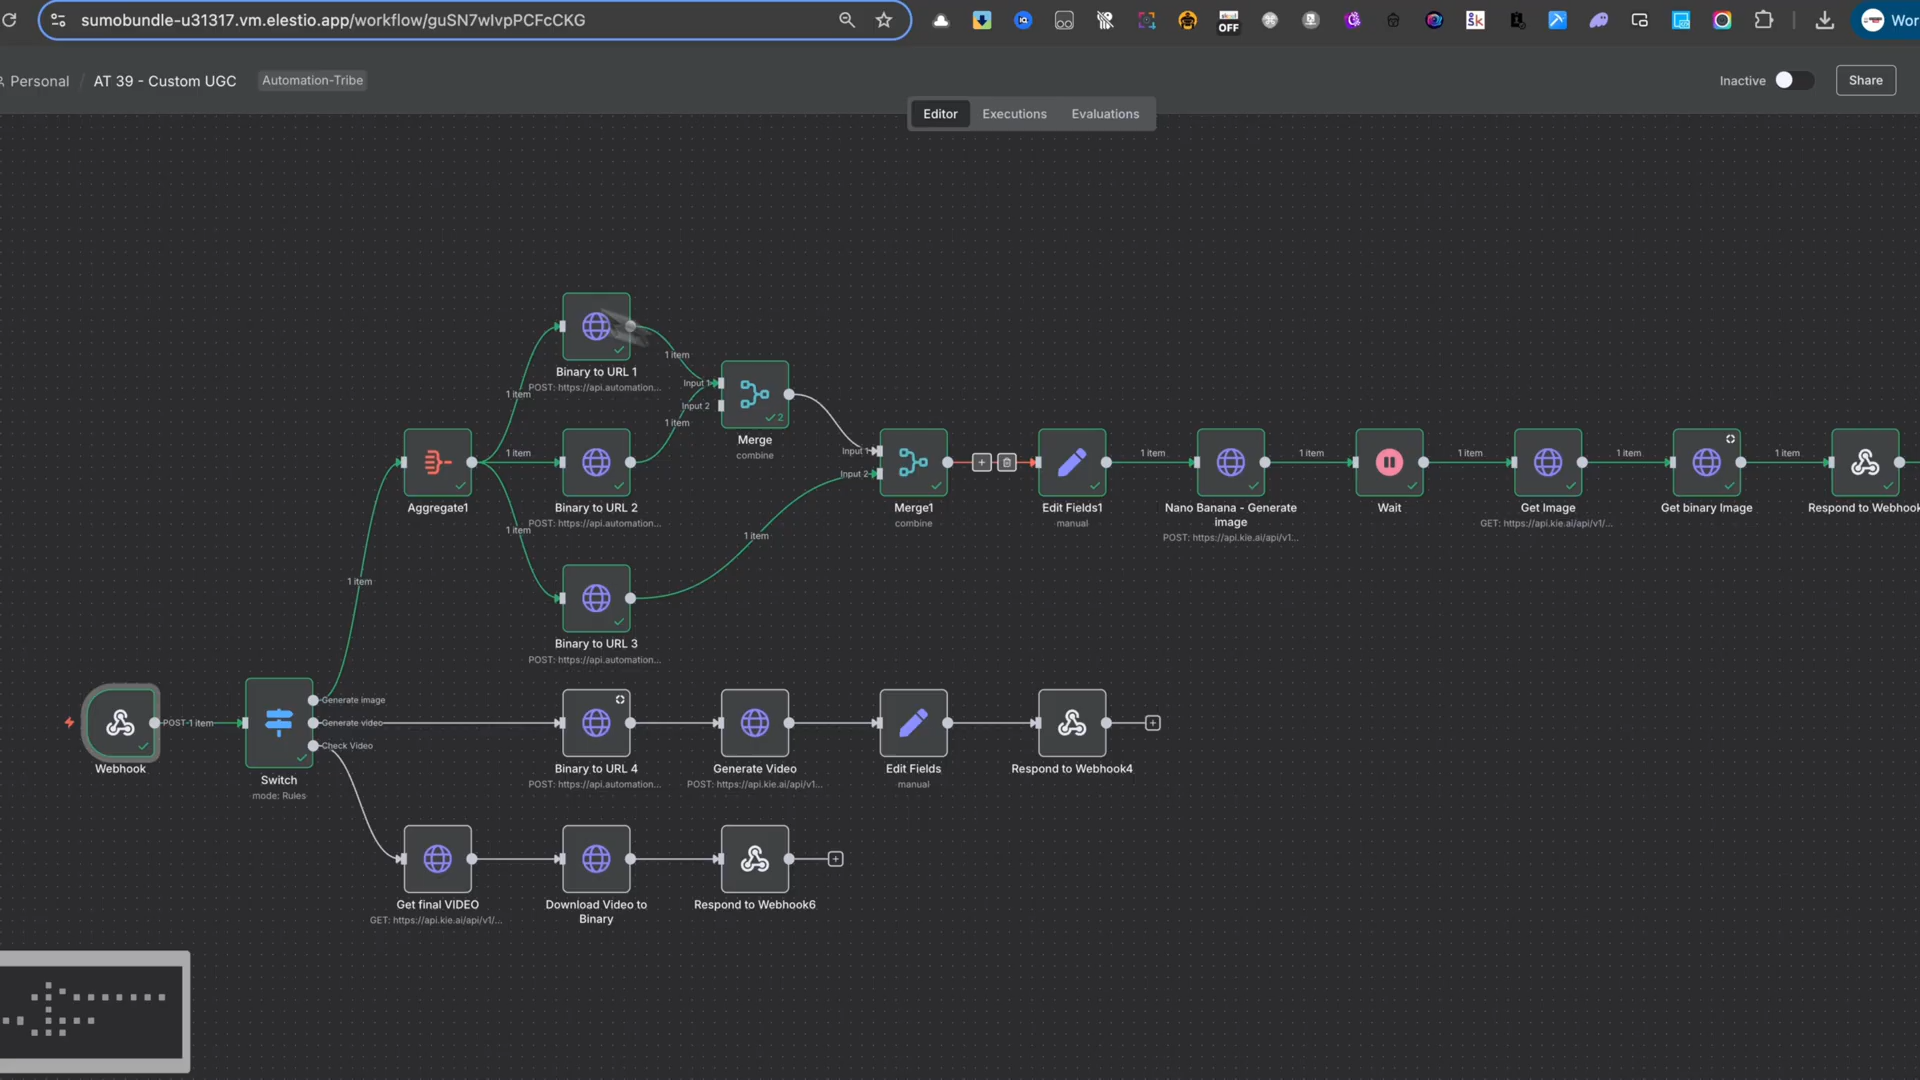 sumobundle-u31317.vm.elestio.app/workflow/guSN7wIvpPCFcCKG
OFF
IQ
Sk
Wor
Personal / AT 39 - Custom UGC Automation-Tribe
Inactive
Share
Editor Executions Evaluations
Binary to URL 1
POST: https://api.automation...
1 item
1 item
Input 1
Input 2
1 item
2
Merge
combine
1 item
Aggregate1
Binary to URL 2
POST: https://api.automation...
1 item
Input 1
Input 2
1 item
Merge1
combine
Edit Fields1
manual
1 item
Nano Banana - Generate
image
POST: https://api.kie.ai/api/v1...
1 item
Wait
1 item
Get Image
GET: https://api.kie.ai/api/v1/...
1 item
Get binary Image
1 item
Respond to Webhook
Binary to URL 3
POST: https://api.automation...
1 item
Webhook
POST 1 item
Generate image
Generate video
Check Video
Switch
mode: Rules
Binary to URL 4
POST: https://api.automation...
Generate Video
POST: https://api.kie.ai/api/v1...
Edit Fields
manual
Respond to Webhook4
Get final VIDEO
GET: https://api.kie.ai/api/v1/...
Download Video to
Binary
Respond to Webhook6